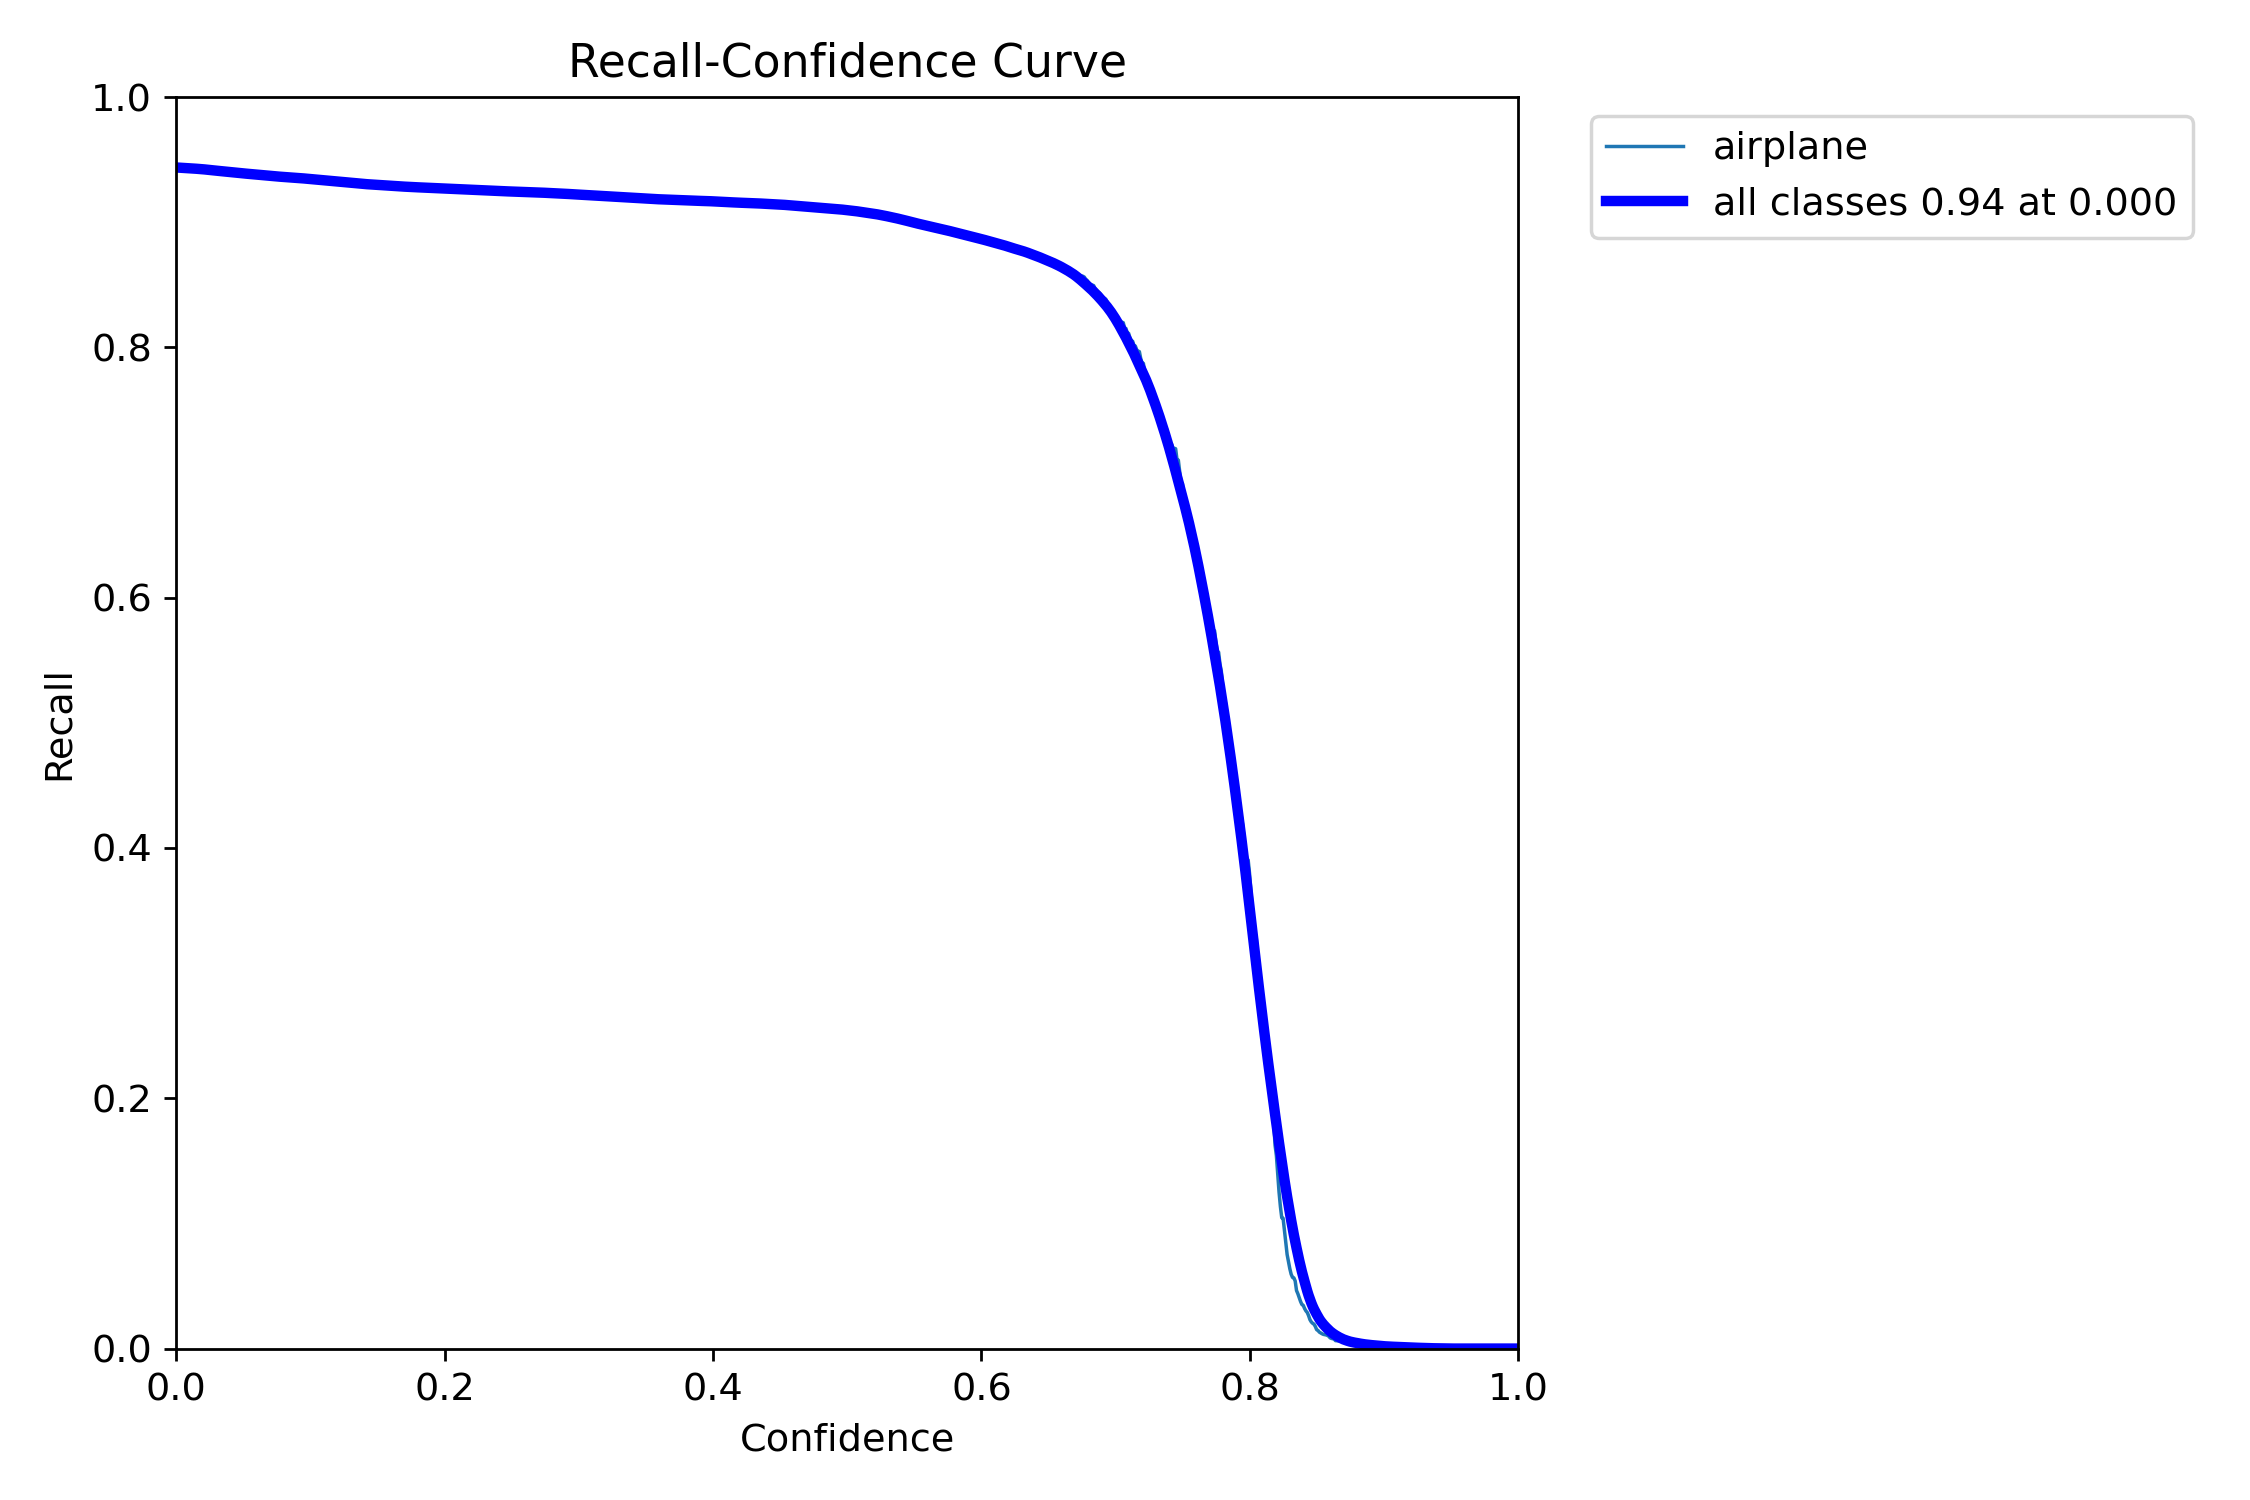 Recall-Confidence Curve
1.0
0.8
0.6
0.4
0.2
0.0
Recall
0.0 0.2 0.4 0.6 0.8 1.0
Confidence
airplane
all classes 0.94 at 0.000